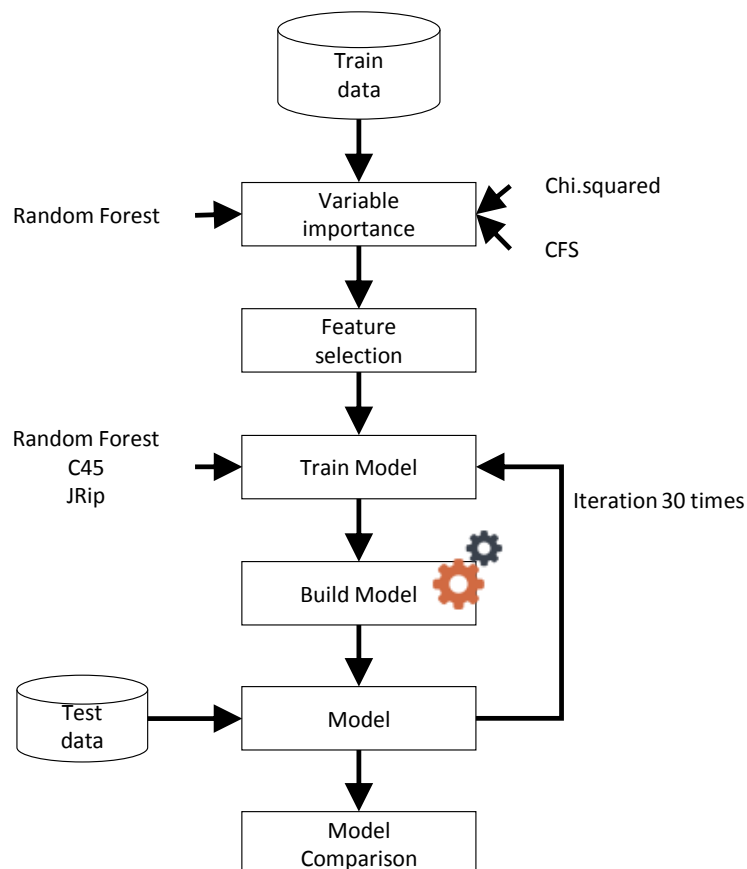 Train
data
Random Forest
Variable
importance
Chi.squared
CFS
Feature
selection
Random Forest
C45
JRip
Train Model
Iteration 30 times
Build Model
Test
data
Model
Model
Comparison